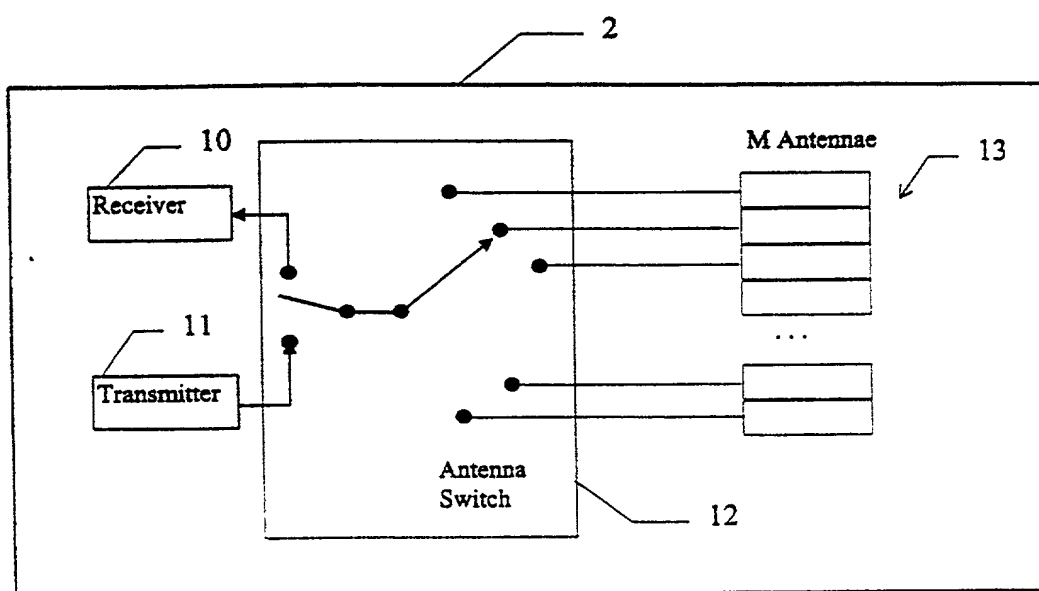 2
10
M Antennae
13
Receiver
11
Transmitter
...
Antenna
Switch
12